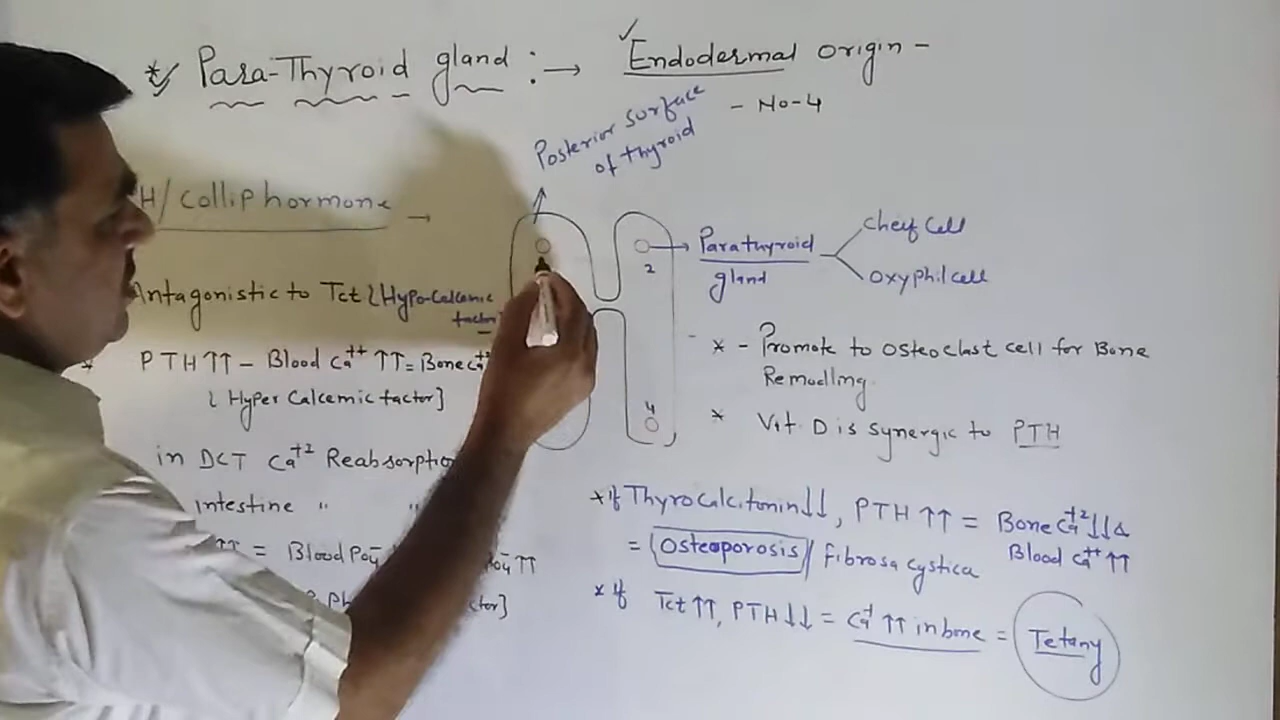 * Para-Thyroid gland :→ Endodermal origin -
- No-4
Posterior surface
of thyroid
H/Collip hormone →
Antagonistic to Tct {Hypo-Calcemic
factor
* PTH ↑↑ - Blood Ca++ ↑↑ = Bone Ca+2
{ Hyper Calcemic factor]
in DCT Ca+2 Reabsorption
Intestine " "
↑↑ = Blood Po4-
↑↑
2
Parathyroid
gland
Cheif Cell
Oxyphil cell
4
* - Promote to Osteoclast cell for Bone
Remodling
* Vit. D is synergic to PTH
* if Thyrocalcitonin ↓↓, PTH ↑↑ = Bone Ca+2 ↓↓ &
Blood Ca++ ↑↑
= Osteoporosis / fibrosa cystica
* if Tct ↑↑, PTH ↓↓ = Ca+ ↑↑ in bone = Tetany